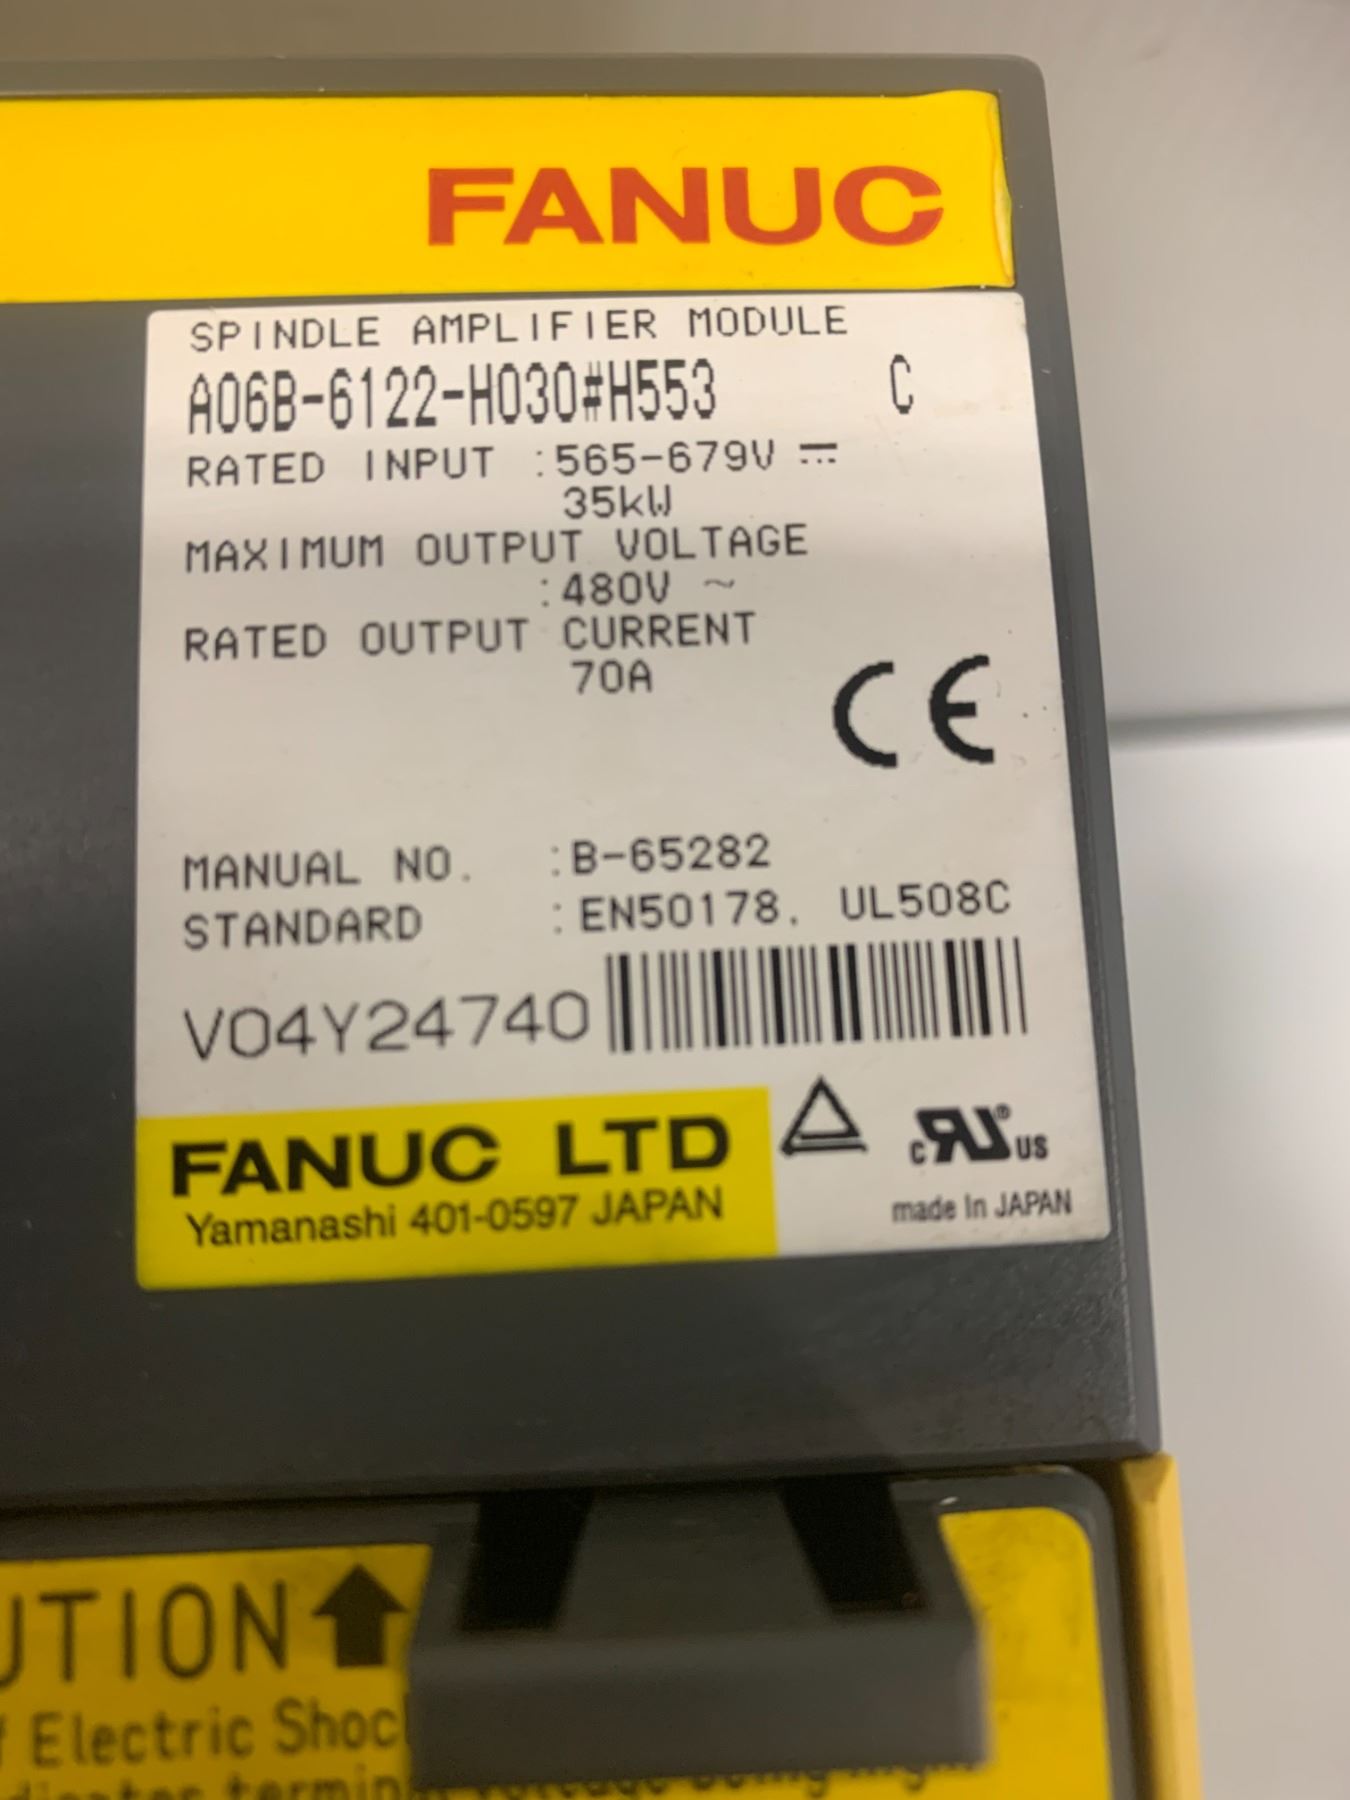 FANUC
SPINDLE AMPLIFIER MODULE
A06B-6122-H030#H553 C
RATED INPUT :565-679V ⎓
35kW
MAXIMUM OUTPUT VOLTAGE
:480V ~
RATED OUTPUT CURRENT
70A
CE
MANUAL NO. :B-65282
STANDARD :EN50178, UL508C
V04Y24740
FANUC LTD
Yamanashi 401-0597 JAPAN
c RU ® US
made in JAPAN
UTION
f Electric Shoc